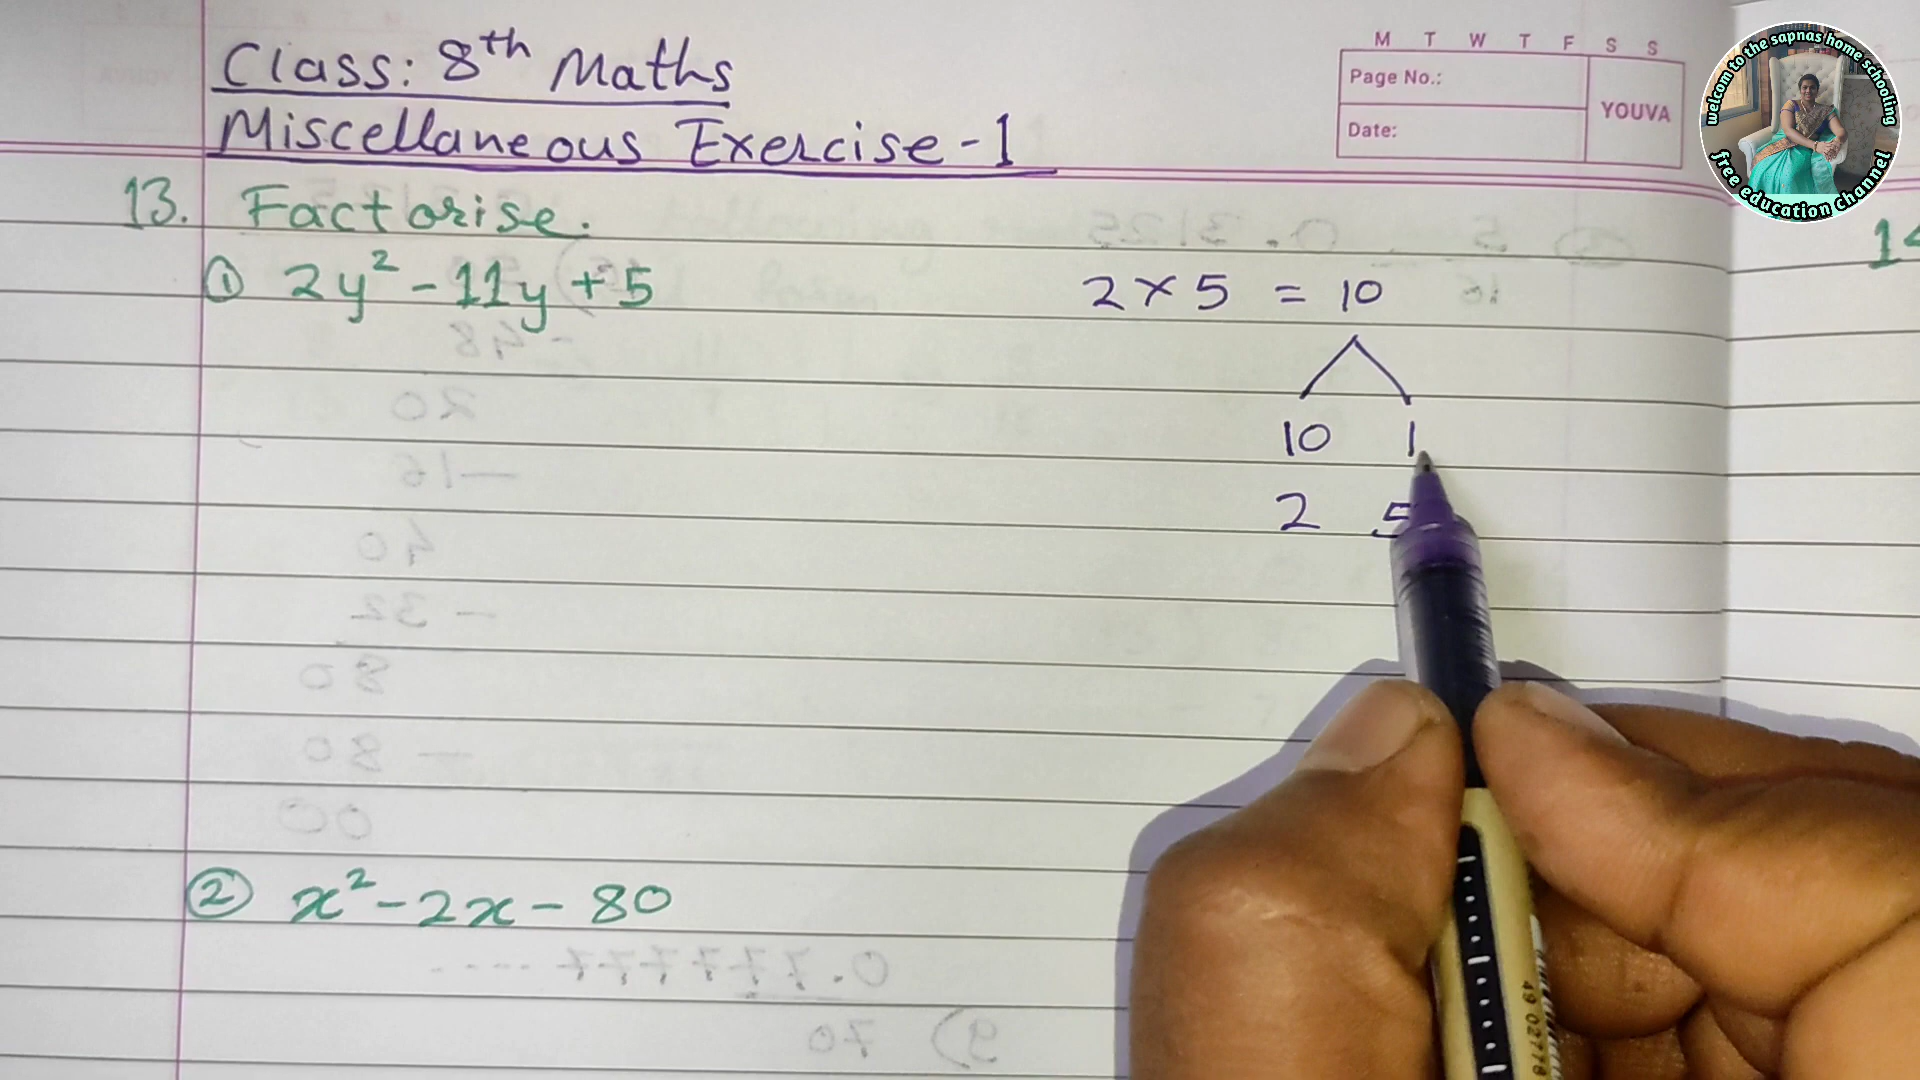 Class: 8th Maths
Miscellaneous Exercise-1
M T W T F S S
Page No.:
Date:
YOUVA
welcom to the sapnas home schooling
free education channel
13. Factorise.
① 2y² - 11y + 5
2 × 5 = 10
10 1
2 5
② x² - 2x - 80